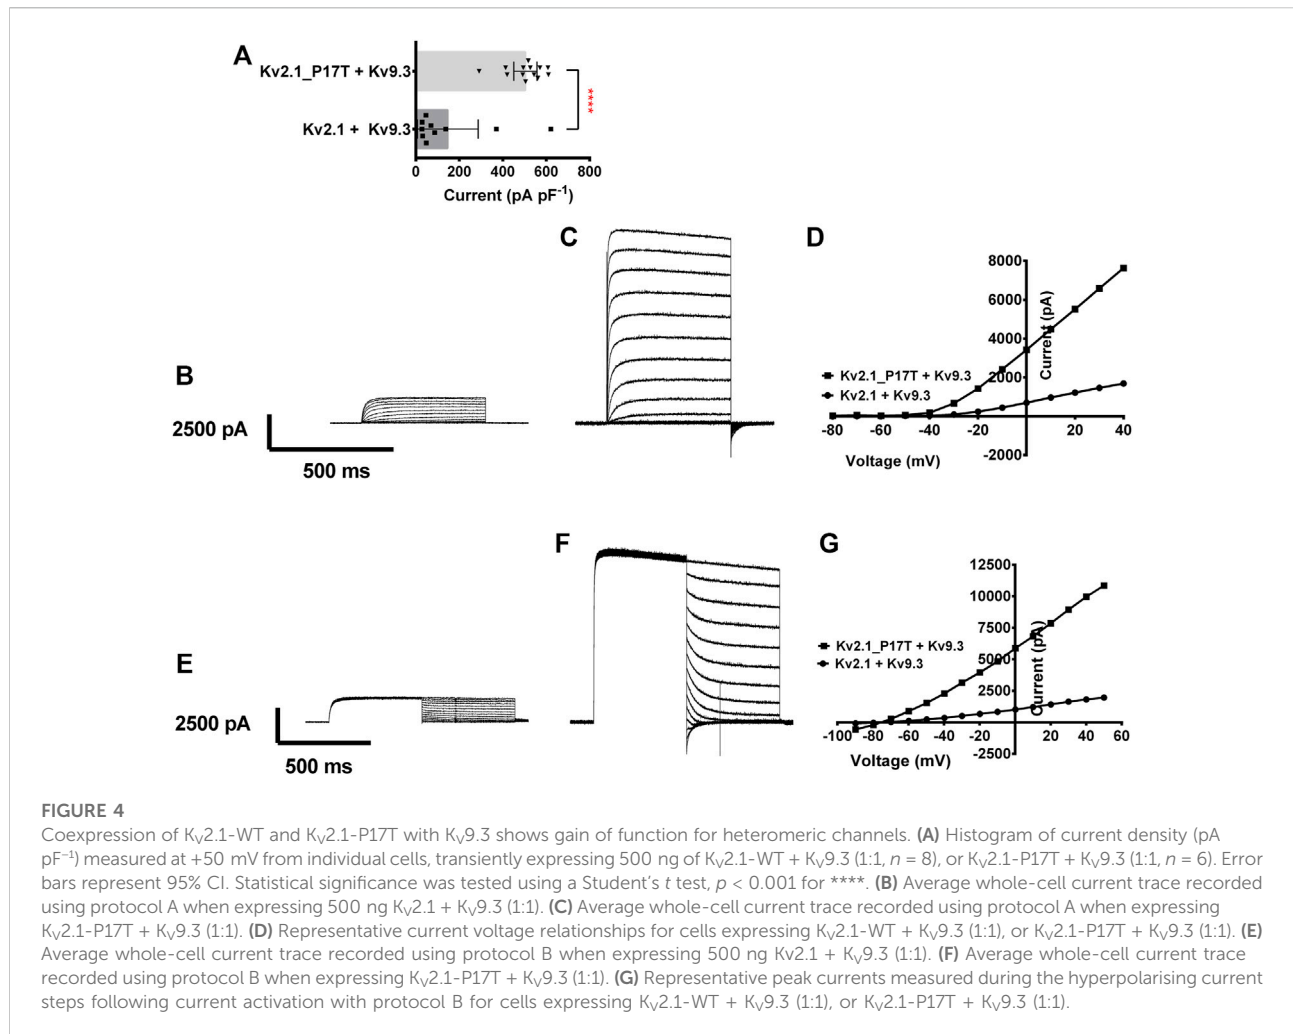 A
Kv2.1_P17T + Kv9.3
Kv2.1 + Kv9.3
****
0 200 400 600 800
Current (pA pF⁻¹)
B
2500 pA
500 ms
C
D
8000
6000
4000
2000
-2000
Current (pA)
Kv2.1_P17T + Kv9.3
Kv2.1 + Kv9.3
-80 -60 -40 -20 20 40
Voltage (mV)
E
2500 pA
500 ms
F
G
12500
10000
7500
5000
2500
-2500
Current (pA)
Kv2.1_P17T + Kv9.3
Kv2.1 + Kv9.3
-100 -80 -60 -40 -20 20 40 60
Voltage (mV)
FIGURE 4
Coexpression of KV2.1-WT and KV2.1-P17T with KV9.3 shows gain of function for heteromeric channels. (A) Histogram of current density (pA
pF⁻¹) measured at +50 mV from individual cells, transiently expressing 500 ng of KV2.1-WT + KV9.3 (1:1, n = 8), or KV2.1-P17T + KV9.3 (1:1, n = 6). Error
bars represent 95% CI. Statistical significance was tested using a Student's t test, p < 0.001 for ****. (B) Average whole-cell current trace recorded
using protocol A when expressing 500 ng KV2.1 + KV9.3 (1:1). (C) Average whole-cell current trace recorded using protocol A when expressing
KV2.1-P17T + KV9.3 (1:1). (D) Representative current voltage relationships for cells expressing KV2.1-WT + KV9.3 (1:1), or KV2.1-P17T + KV9.3 (1:1). (E)
Average whole-cell current trace recorded using protocol B when expressing 500 ng Kv2.1 + KV9.3 (1:1). (F) Average whole-cell current trace
recorded using protocol B when expressing KV2.1-P17T + KV9.3 (1:1). (G) Representative peak currents measured during the hyperpolarising current
steps following current activation with protocol B for cells expressing KV2.1-WT + KV9.3 (1:1), or KV2.1-P17T + KV9.3 (1:1).